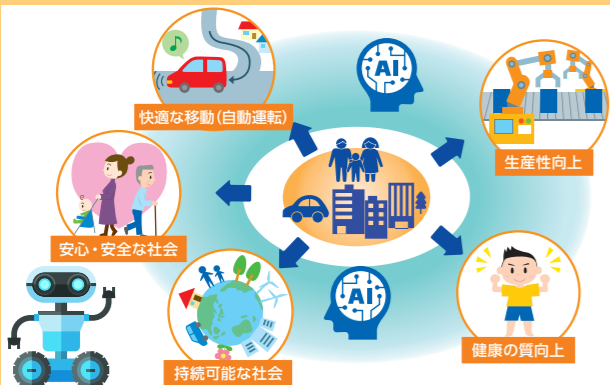 快適な移動(自動運転)
AI
生産性向上
安心・安全な社会
AI
持続可能な社会
健康の質向上